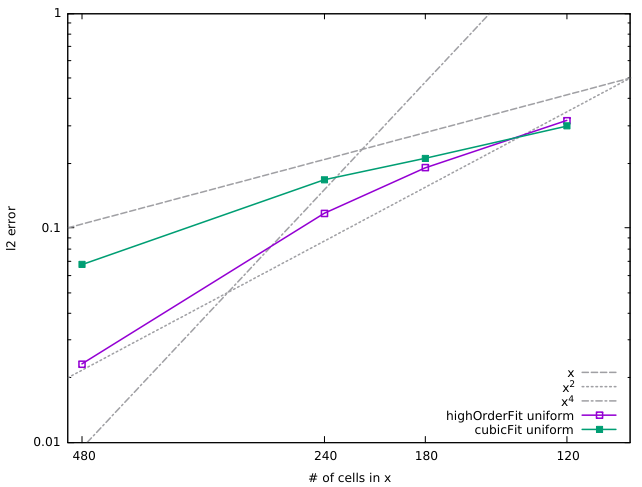 1
0.1
0.01
l2 error
480
240
180
120
# of cells in x
x
x²
x⁴
highOrderFit uniform
cubicFit uniform